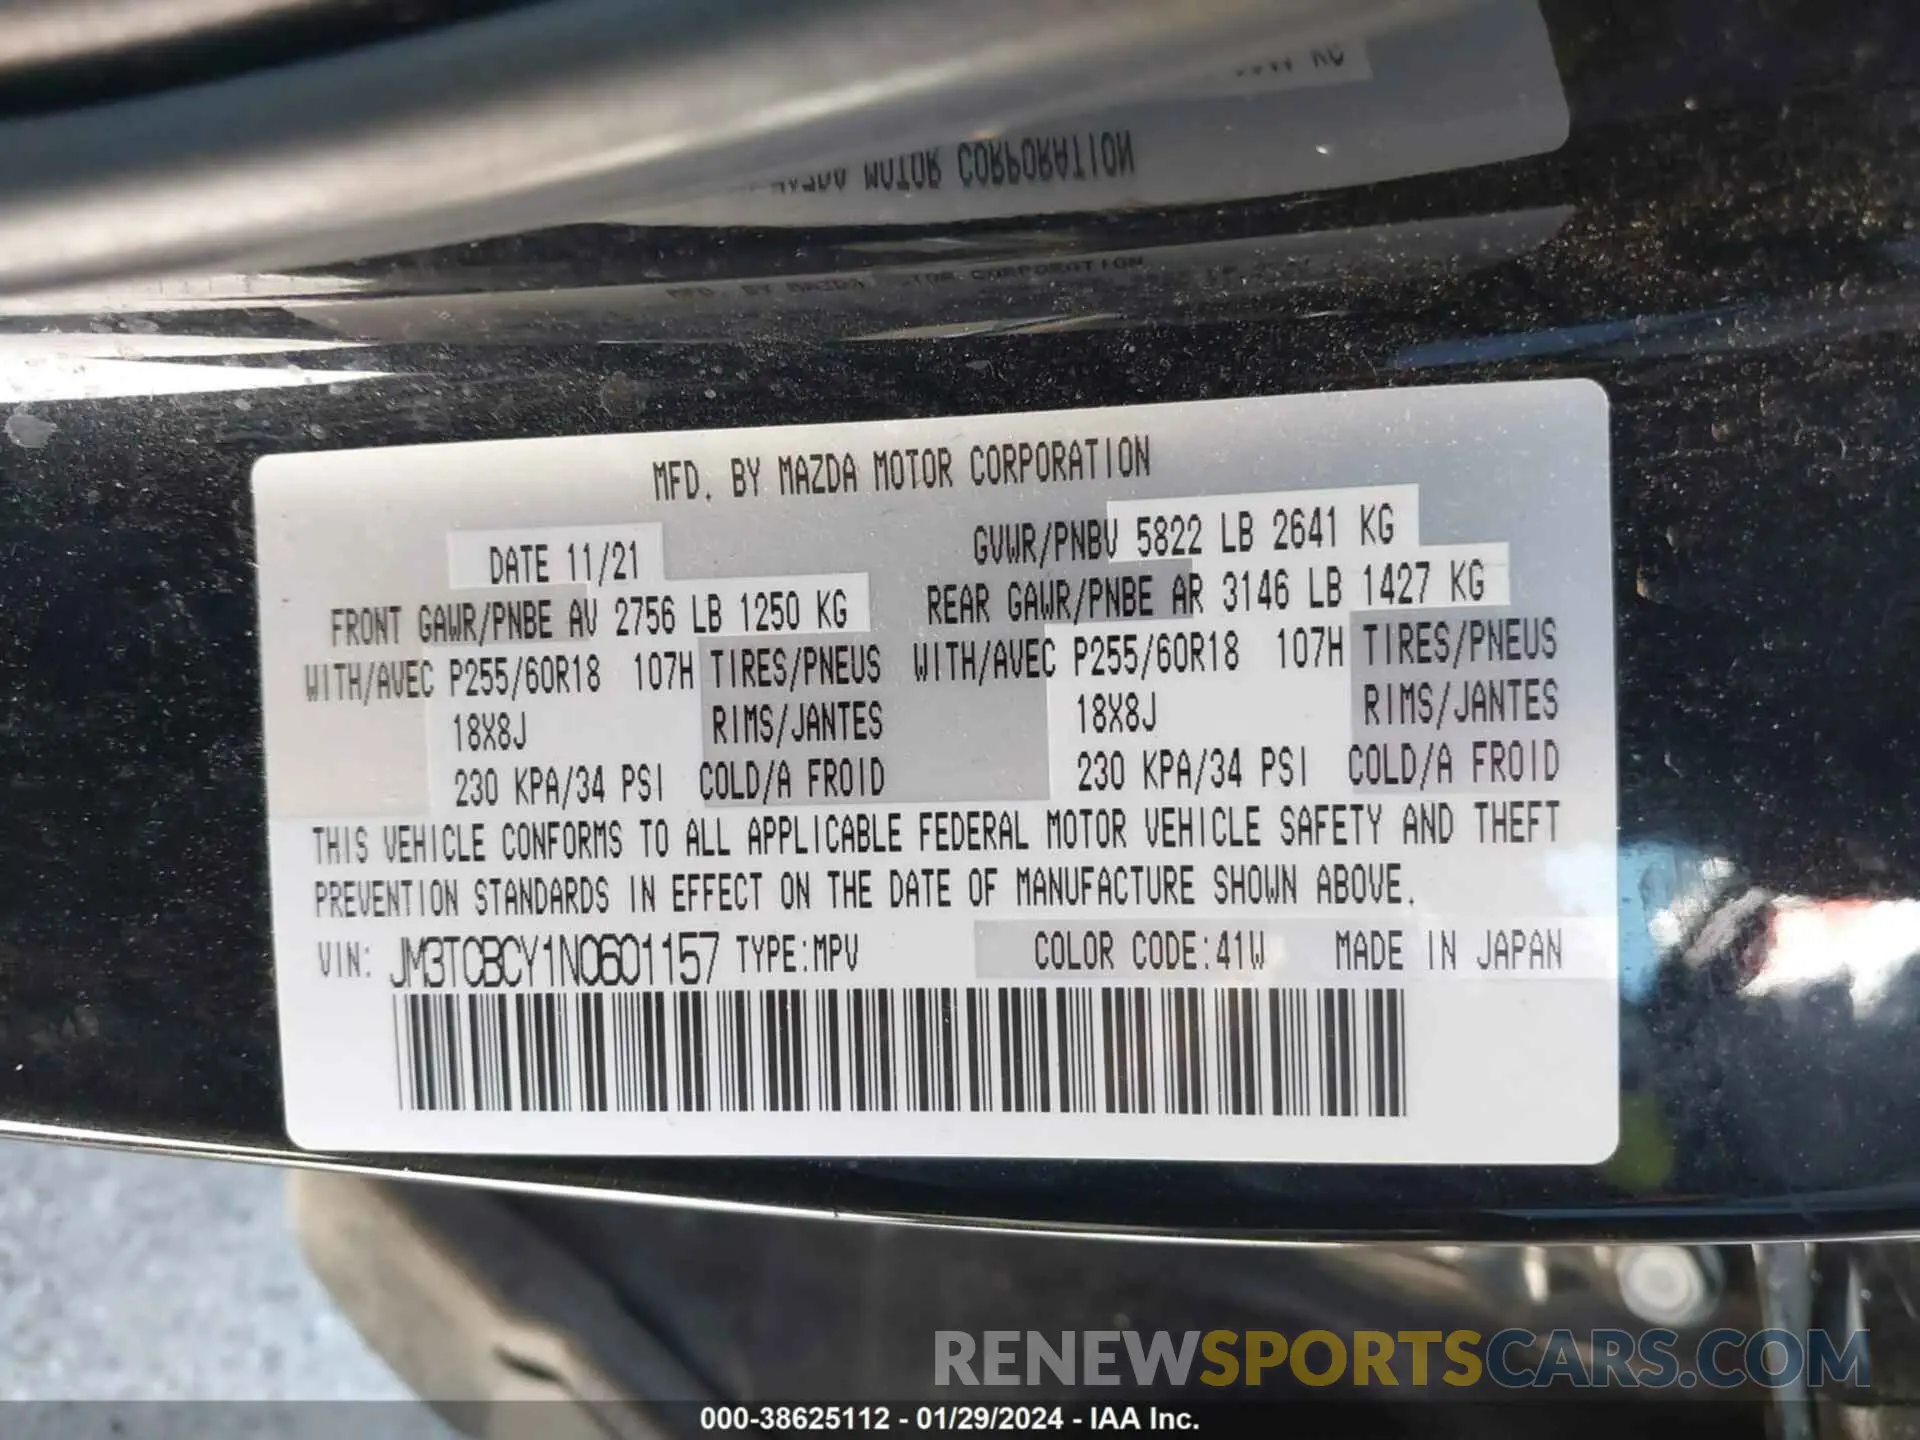 MOTOR CORPORATION
MFD. BY MAZDA MOTOR CORPORATION
DATE 11/21
GVWR/PNBV 5822 LB 2641 KG
FRONT GAWR/PNBE AV 2756 LB 1250 KG
REAR GAWR/PNBE AR 3146 LB 1427 KG
WITH/AVEC P255/60R18 107H TIRES/PNEUS
WITH/AVEC P255/60R18 107H TIRES/PNEUS
18X8J RIMS/JANTES
18X8J RIMS/JANTES
230 KPA/34 PSI COLD/A FROID
230 KPA/34 PSI COLD/A FROID
THIS VEHICLE CONFORMS TO ALL APPLICABLE FEDERAL MOTOR VEHICLE SAFETY AND THEFT
PREVENTION STANDARDS IN EFFECT ON THE DATE OF MANUFACTURE SHOWN ABOVE.
VIN: JM3TCBCY1N0601157 TYPE:MPV COLOR CODE:41W MADE IN JAPAN
RENEWSPORTSCARS.COM
000-38625112 - 01/29/2024 - IAA Inc.